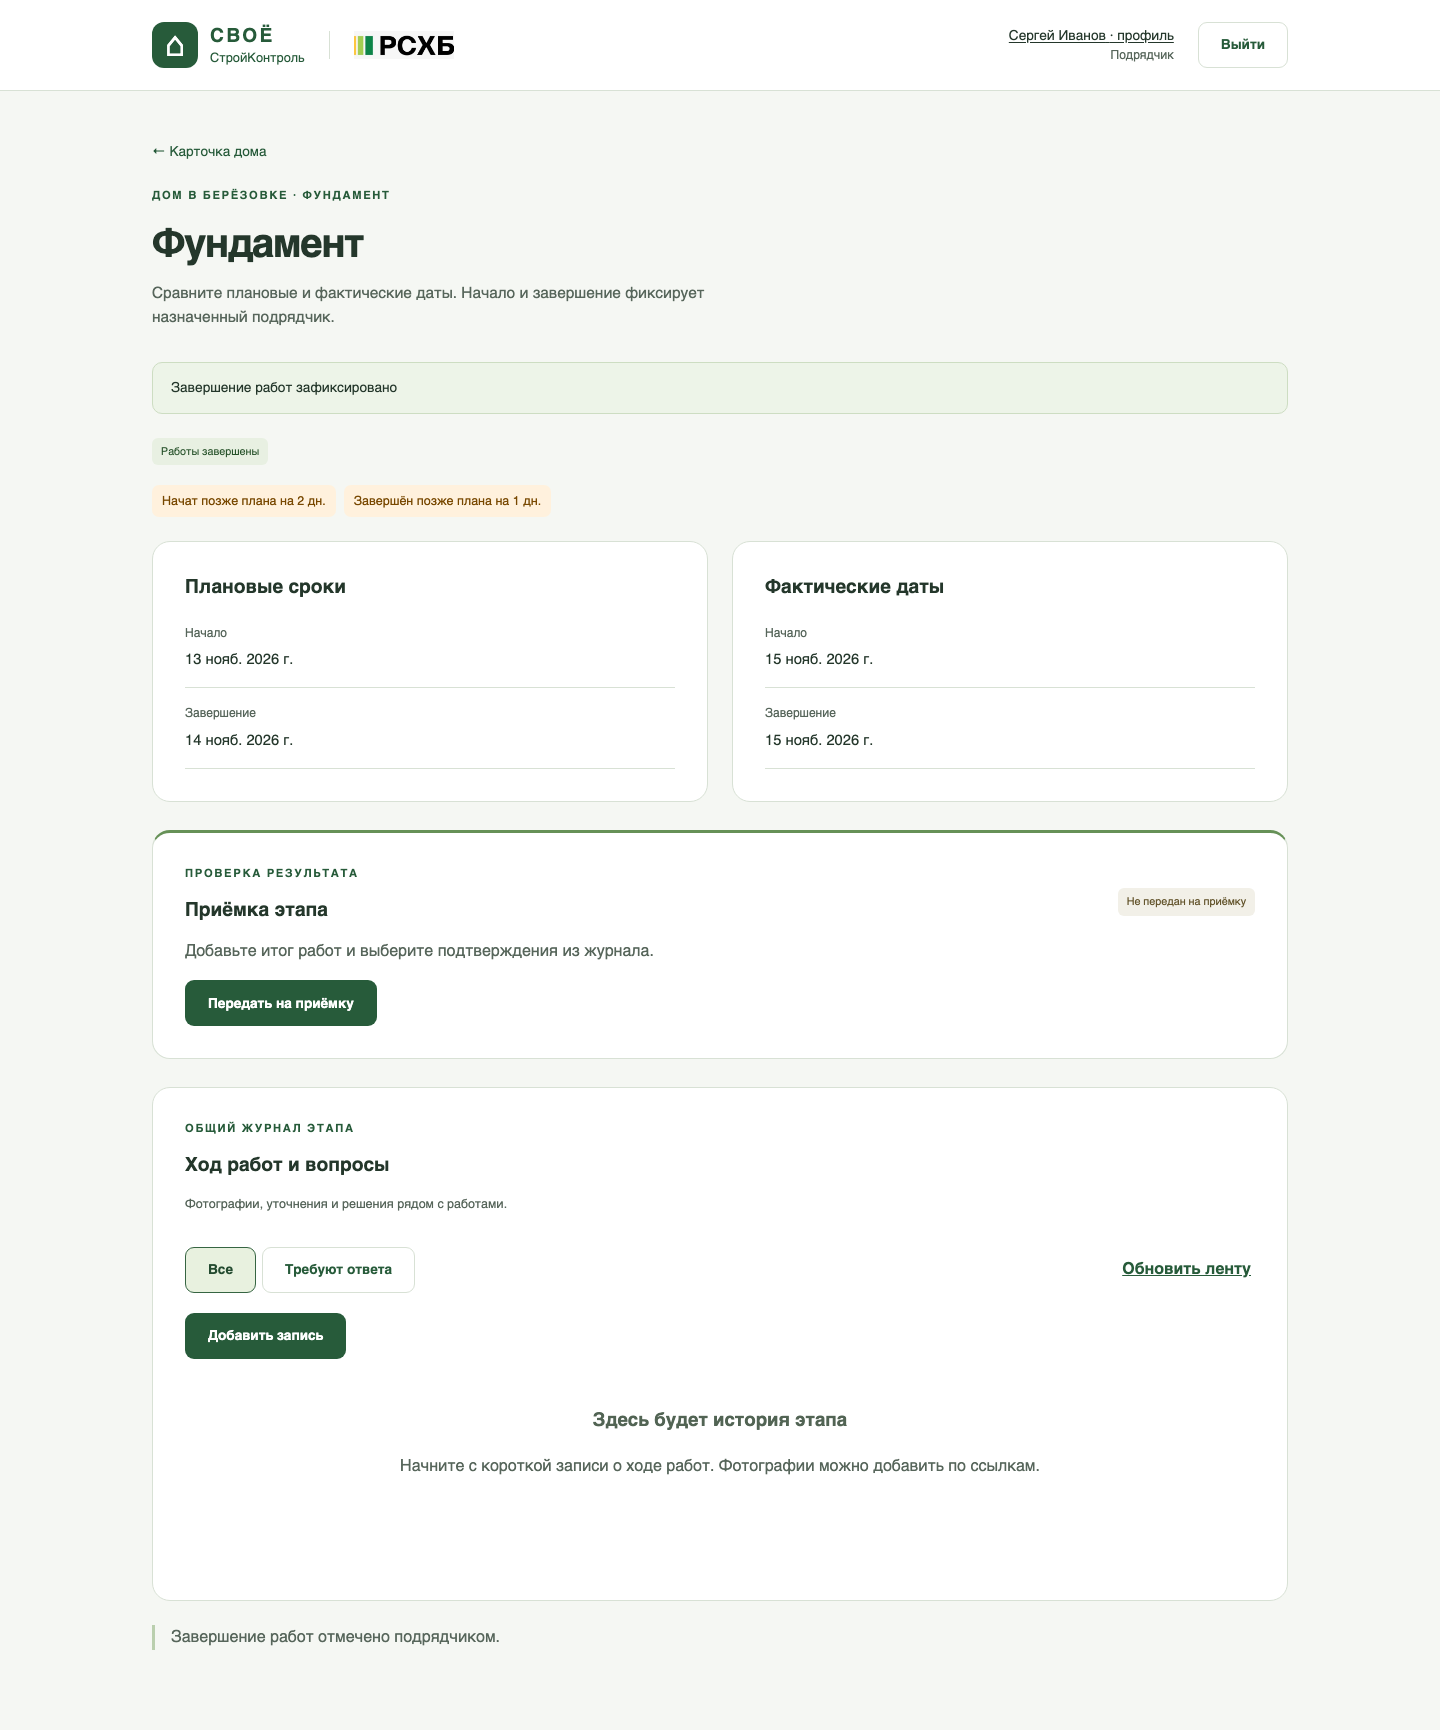 СВОЁ
СтройКонтроль
РСХБ
Сергей Иванов · профиль
Подрядчик
Выйти
← Карточка дома
ДОМ В БЕРЁЗОВКЕ · ФУНДАМЕНТ
Фундамент
Сравните плановые и фактические даты. Начало и завершение фиксирует
назначенный подрядчик.
Завершение работ зафиксировано
Работы завершены
Начат позже плана на 2 дн.
Завершён позже плана на 1 дн.
Плановые сроки
Начало
13 нояб. 2026 г.
Завершение
14 нояб. 2026 г.
Фактические даты
Начало
15 нояб. 2026 г.
Завершение
15 нояб. 2026 г.
ПРОВЕРКА РЕЗУЛЬТАТА
Приёмка этапа
Не передан на приёмку
Добавьте итог работ и выберите подтверждения из журнала.
Передать на приёмку
ОБЩИЙ ЖУРНАЛ ЭТАПА
Ход работ и вопросы
Фотографии, уточнения и решения рядом с работами.
Все
Требуют ответа
Обновить ленту
Добавить запись
Здесь будет история этапа
Начните с короткой записи о ходе работ. Фотографии можно добавить по ссылкам.
Завершение работ отмечено подрядчиком.